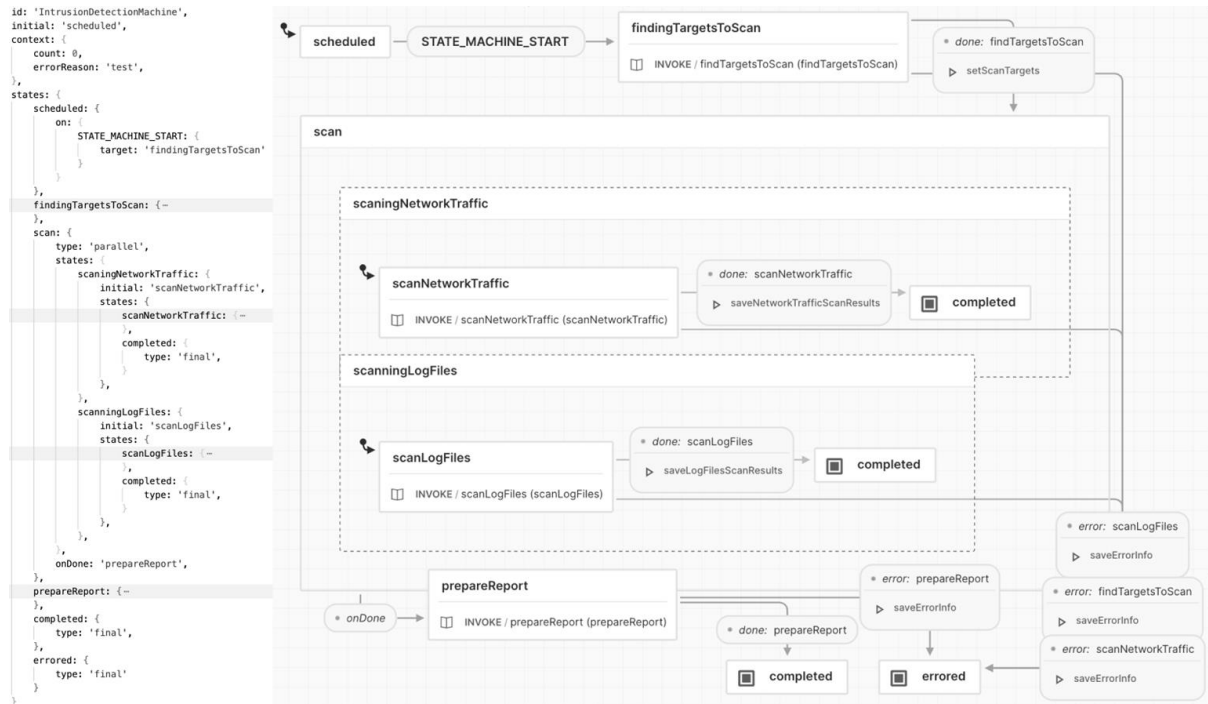 id: 'IntrusionDetectionMachine',
initial: 'scheduled',
context: {
count: 0,
errorReason: 'test',
},
states: {
scheduled: {
on: {
STATE_MACHINE_START: {
target: 'findingTargetsToScan'
}
}
},
findingTargetsToScan: {–
},
scan: {
type: 'parallel',
states: {
scaningNetworkTraffic: {
initial: 'scanNetworkTraffic',
states: {
scanNetworkTraffic: {–
},
completed: {
type: 'final',
}
},
},
scanningLogFiles: {
initial: 'scanLogFiles',
states: {
scanLogFiles: {–
},
completed: {
type: 'final',
}
},
},
},
onDone: 'prepareReport',
},
prepareReport: {–
},
completed: {
type: 'final',
},
errored: {
type: 'final'
}
}
scheduled
STATE_MACHINE_START
findingTargetsToScan
INVOKE / findTargetsToScan (findTargetsToScan)
done: findTargetsToScan
setScanTargets
scan
scaningNetworkTraffic
scanNetworkTraffic
INVOKE / scanNetworkTraffic (scanNetworkTraffic)
done: scanNetworkTraffic
saveNetworkTrafficScanResults
completed
scanningLogFiles
scanLogFiles
INVOKE / scanLogFiles (scanLogFiles)
done: scanLogFiles
saveLogFilesScanResults
completed
error: scanLogFiles
saveErrorInfo
onDone
prepareReport
INVOKE / prepareReport (prepareReport)
done: prepareReport
completed
error: prepareReport
saveErrorInfo
errored
error: findTargetsToScan
saveErrorInfo
error: scanNetworkTraffic
saveErrorInfo